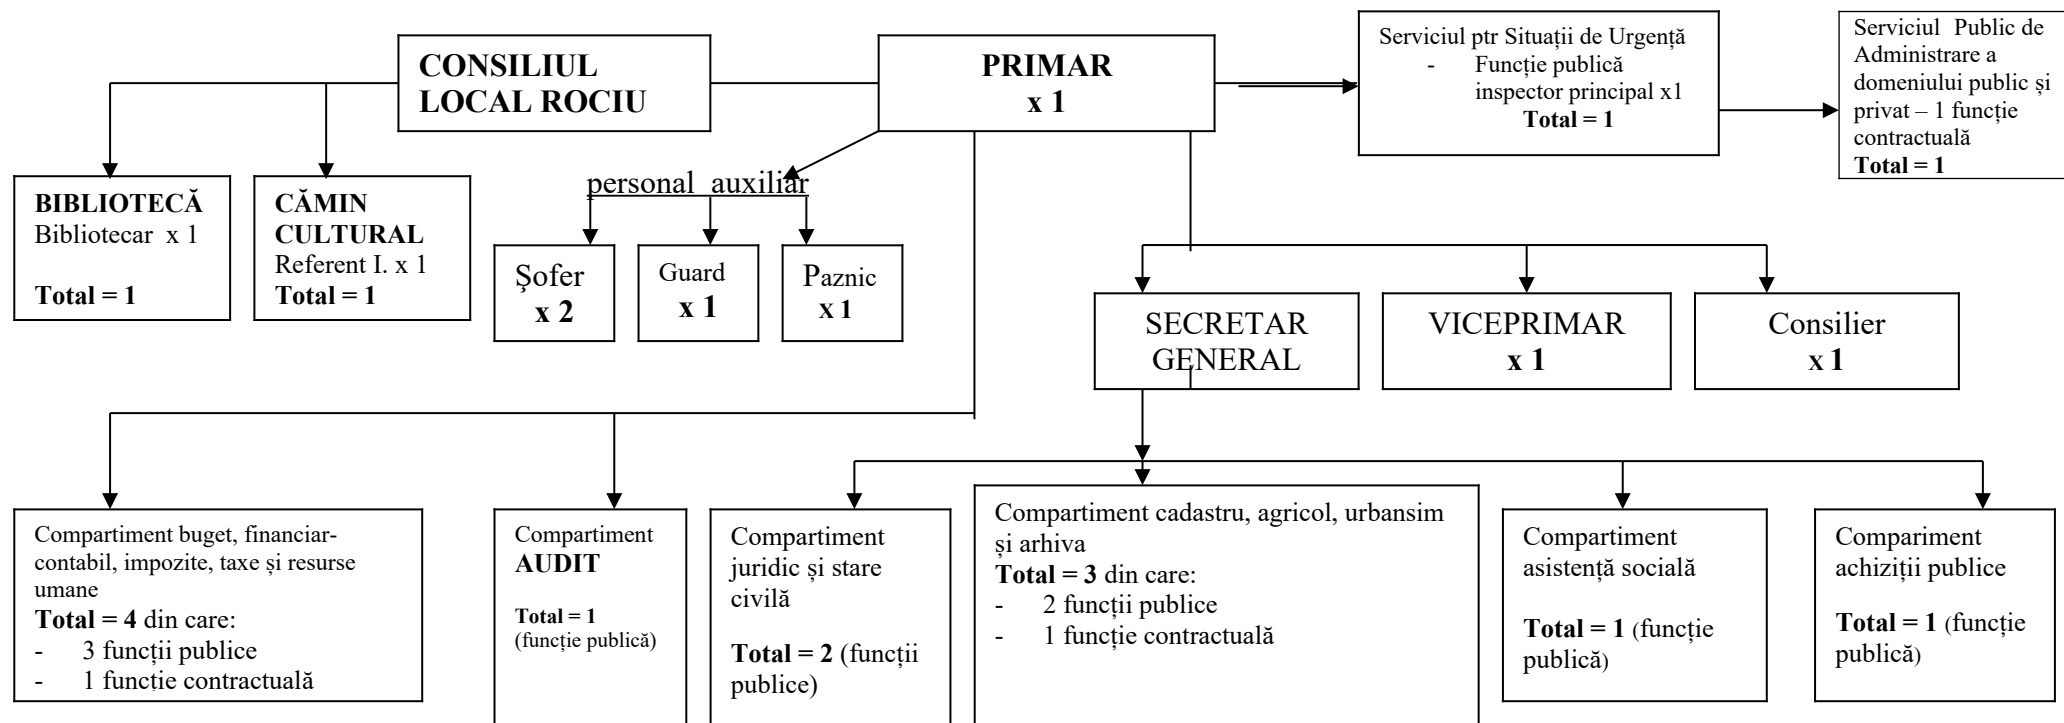 CONSILIUL
LOCAL ROCIU
PRIMAR
x 1
Serviciul ptr Situații de Urgență
- Funcție publică
inspector principal x1
Total = 1
Serviciul Public de
Administrare a
domeniului public și
privat – 1 funcție
contractuală
Total = 1
BIBLIOTECĂ
Bibliotecar x 1
Total = 1
CĂMIN
CULTURAL
Referent I. x 1
Total = 1
personal auxiliar
Şofer
x 2
Guard
x 1
Paznic
x 1
SECRETAR
GENERAL
VICEPRIMAR
x 1
Consilier
x 1
Compartiment buget, financiar-
contabil, impozite, taxe și resurse
umane
Total = 4 din care:
- 3 funcții publice
- 1 funcție contractuală
Compartiment
AUDIT
Total = 1
(funcție publică)
Compartiment
juridic și stare
civilă
Total = 2 (funcții
publice)
Compartiment cadastru, agricol, urbansim
și arhiva
Total = 3 din care:
- 2 funcții publice
- 1 funcție contractuală
Compartiment
asistență socială
Total = 1 (funcție
publică)
Compariment
achiziții publice
Total = 1 (funcție
publică)